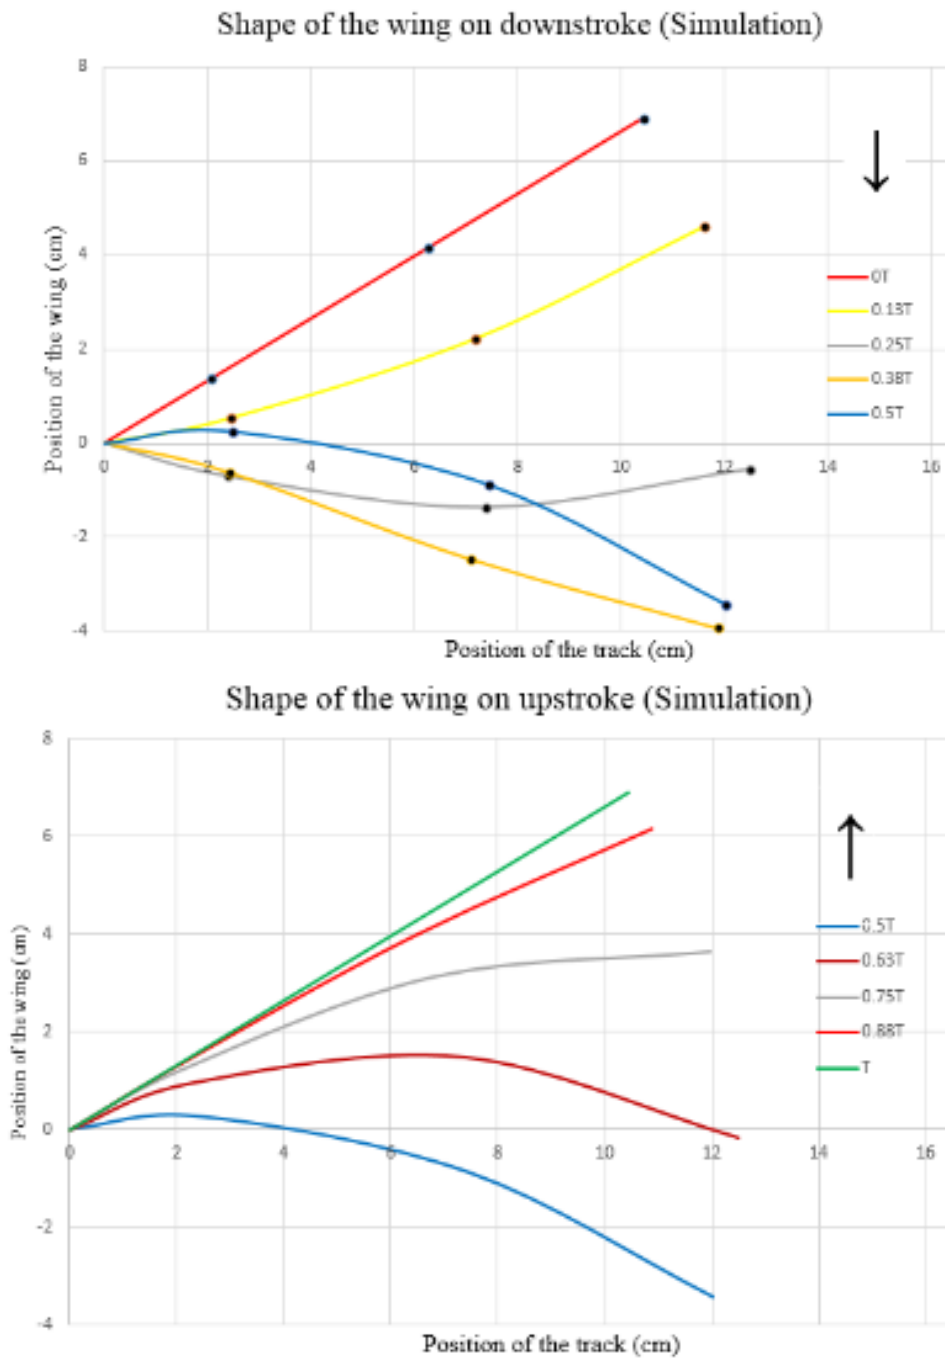 Shape of the wing on downstroke (Simulation)
8
6
4
2
0
-2
-4
0 2 4 6 8 10 12 14 16
Position of the wing (cm)
Position of the track (cm)
0T
0.13T
0.25T
0.38T
0.5T
Shape of the wing on upstroke (Simulation)
8
6
4
2
0
-2
-4
0 2 4 6 8 10 12 14 16
Position of the wing (cm)
Position of the track (cm)
0.5T
0.63T
0.75T
0.88T
T